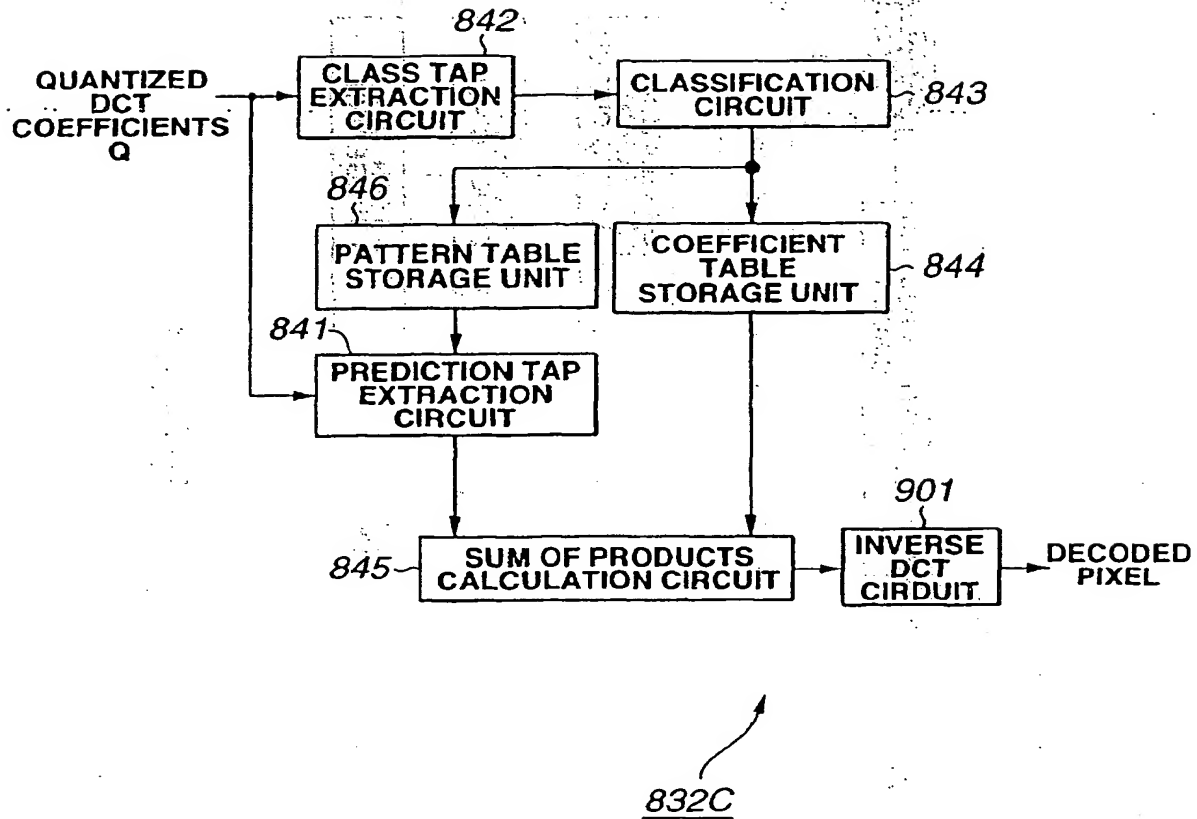 842
QUANTIZED
DCT
COEFFICIENTS
Q
CLASS TAP
EXTRACTION
CIRCUIT
CLASSIFICATION
CIRCUIT
843
846
PATTERN TABLE
STORAGE UNIT
COEFFICIENT
TABLE
STORAGE UNIT
844
841
PREDICTION TAP
EXTRACTION
CIRCUIT
901
845
SUM OF PRODUCTS
CALCULATION CIRCUIT
INVERSE
DCT
CIRDUIT
DECODED
PIXEL
832C